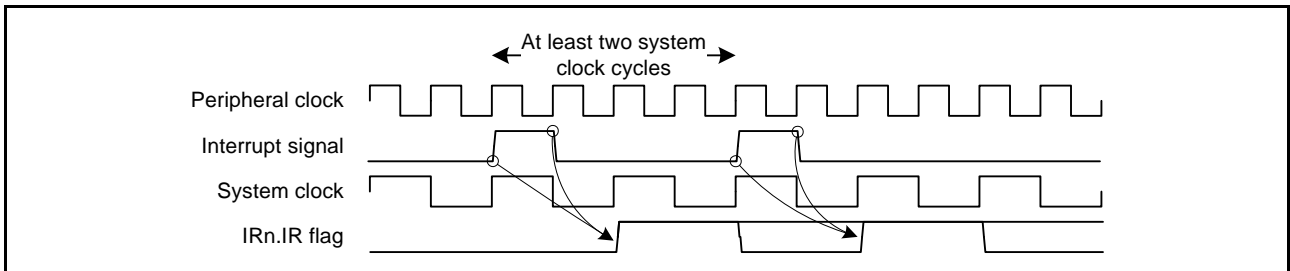 At least two system
clock cycles
Peripheral clock
Interrupt signal
System clock
IRn.IR flag